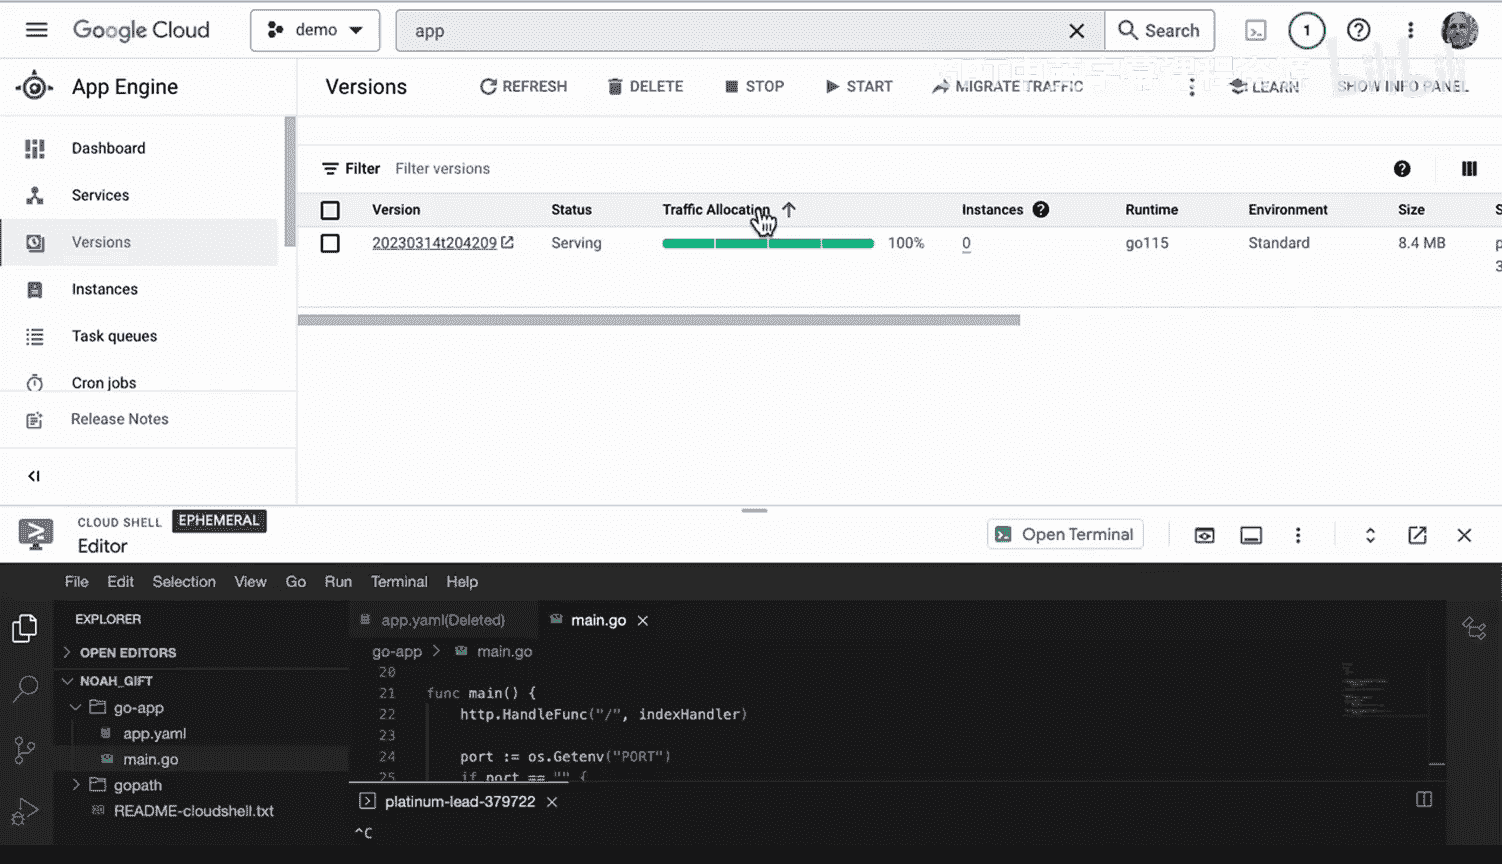 Google Cloud
demo
app
Search
1
App Engine
Versions
REFRESH
DELETE
STOP
START
MIGRATE TRAFFIC
LEARN
SHOW INFO PANEL
bilibili
Dashboard
Services
Versions
Instances
Task queues
Cron jobs
Release Notes
Filter Filter versions
Version Status Traffic Allocation Instances Runtime Environment Size S
20230314t204209 Serving 100% 0 go115 Standard 8.4 MB p
3
CLOUD SHELL
EPHEMERAL
Editor
Open Terminal
File Edit Selection View Go Run Terminal Help
EXPLORER
OPEN EDITORS
NOAH_GIFT
go-app
app.yaml
main.go
gopath
README-cloudshell.txt
app.yaml(Deleted) main.go
go-app > main.go
20
21 func main() {
22 http.HandleFunc("/", indexHandler)
23
24 port := os.Getenv("PORT")
25 if port == "" {
platinum-lead-379722
^C